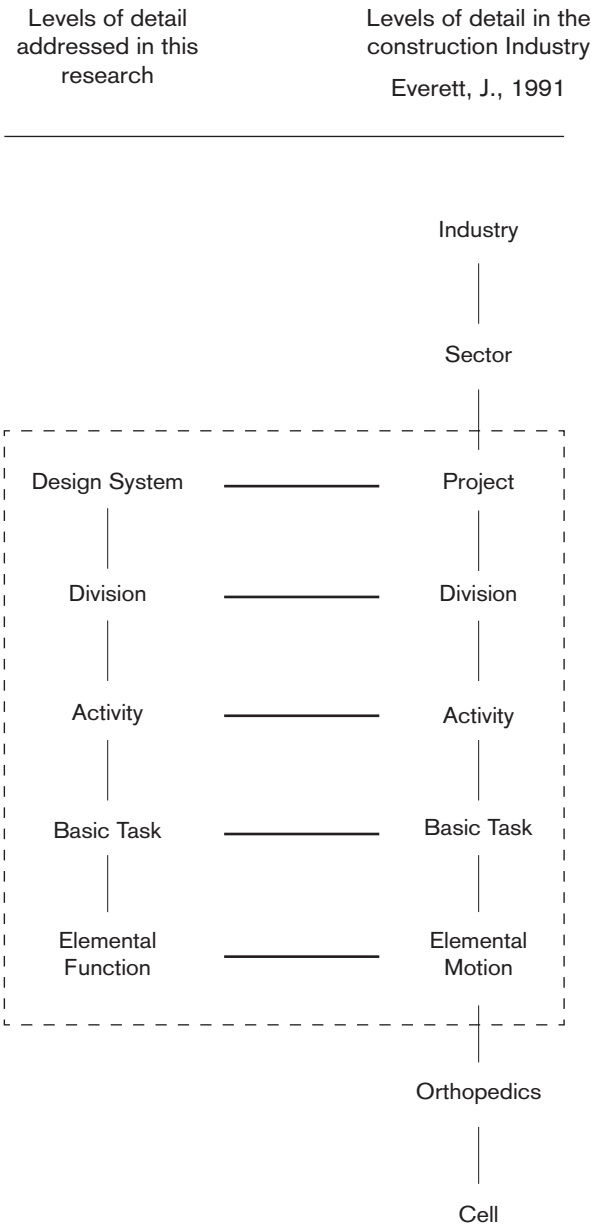 Levels of detail
addressed in this
research
Levels of detail in the
construction Industry
Everett, J., 1991
Industry
Sector
Design System
Project
Division
Division
Activity
Activity
Basic Task
Basic Task
Elemental
Function
Elemental
Motion
Orthopedics
Cell